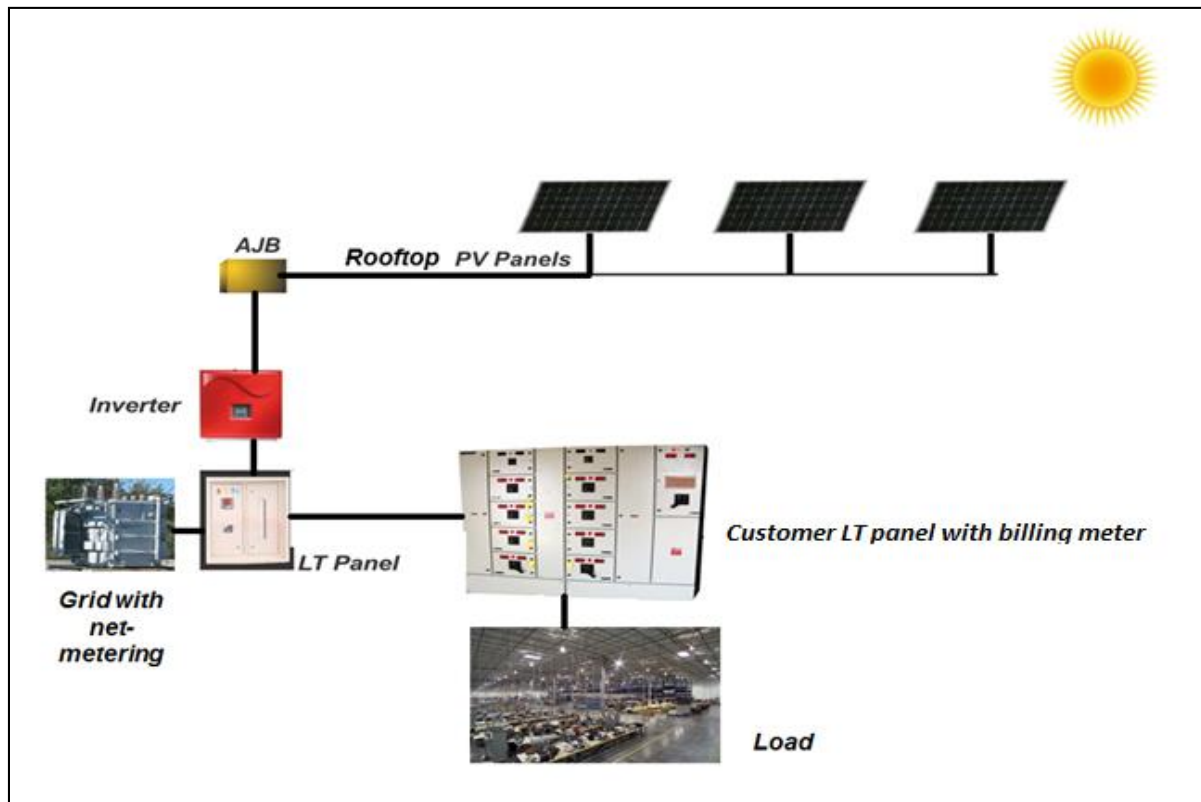 AJB
Rooftop PV Panels
Inverter
LT Panel
Customer LT panel with billing meter
Grid with
net-
metering
Load